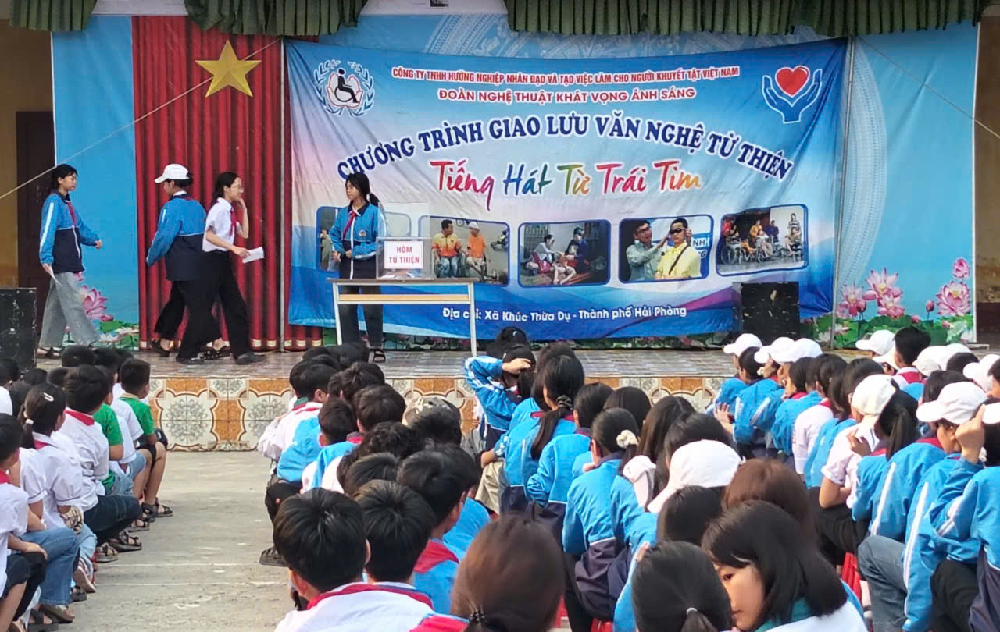 CÔNG TY TNHH HƯỚNG NGHIỆP NHÂN ĐẠO VÀ TẠO VIỆC LÀM CHO NGƯỜI KHUYẾT TẬT VIỆT NAM
ĐOÀN NGHỆ THUẬT KHÁT VỌNG ÁNH SÁNG
CHƯƠNG TRÌNH GIAO LƯU VĂN NGHỆ TỪ THIỆN
Tiếng Hát Từ Trái Tim
HÒM
TỪ THIỆN
Địa chỉ: Xã Khúc Thừa Dụ - Thành phố Hải Phòng